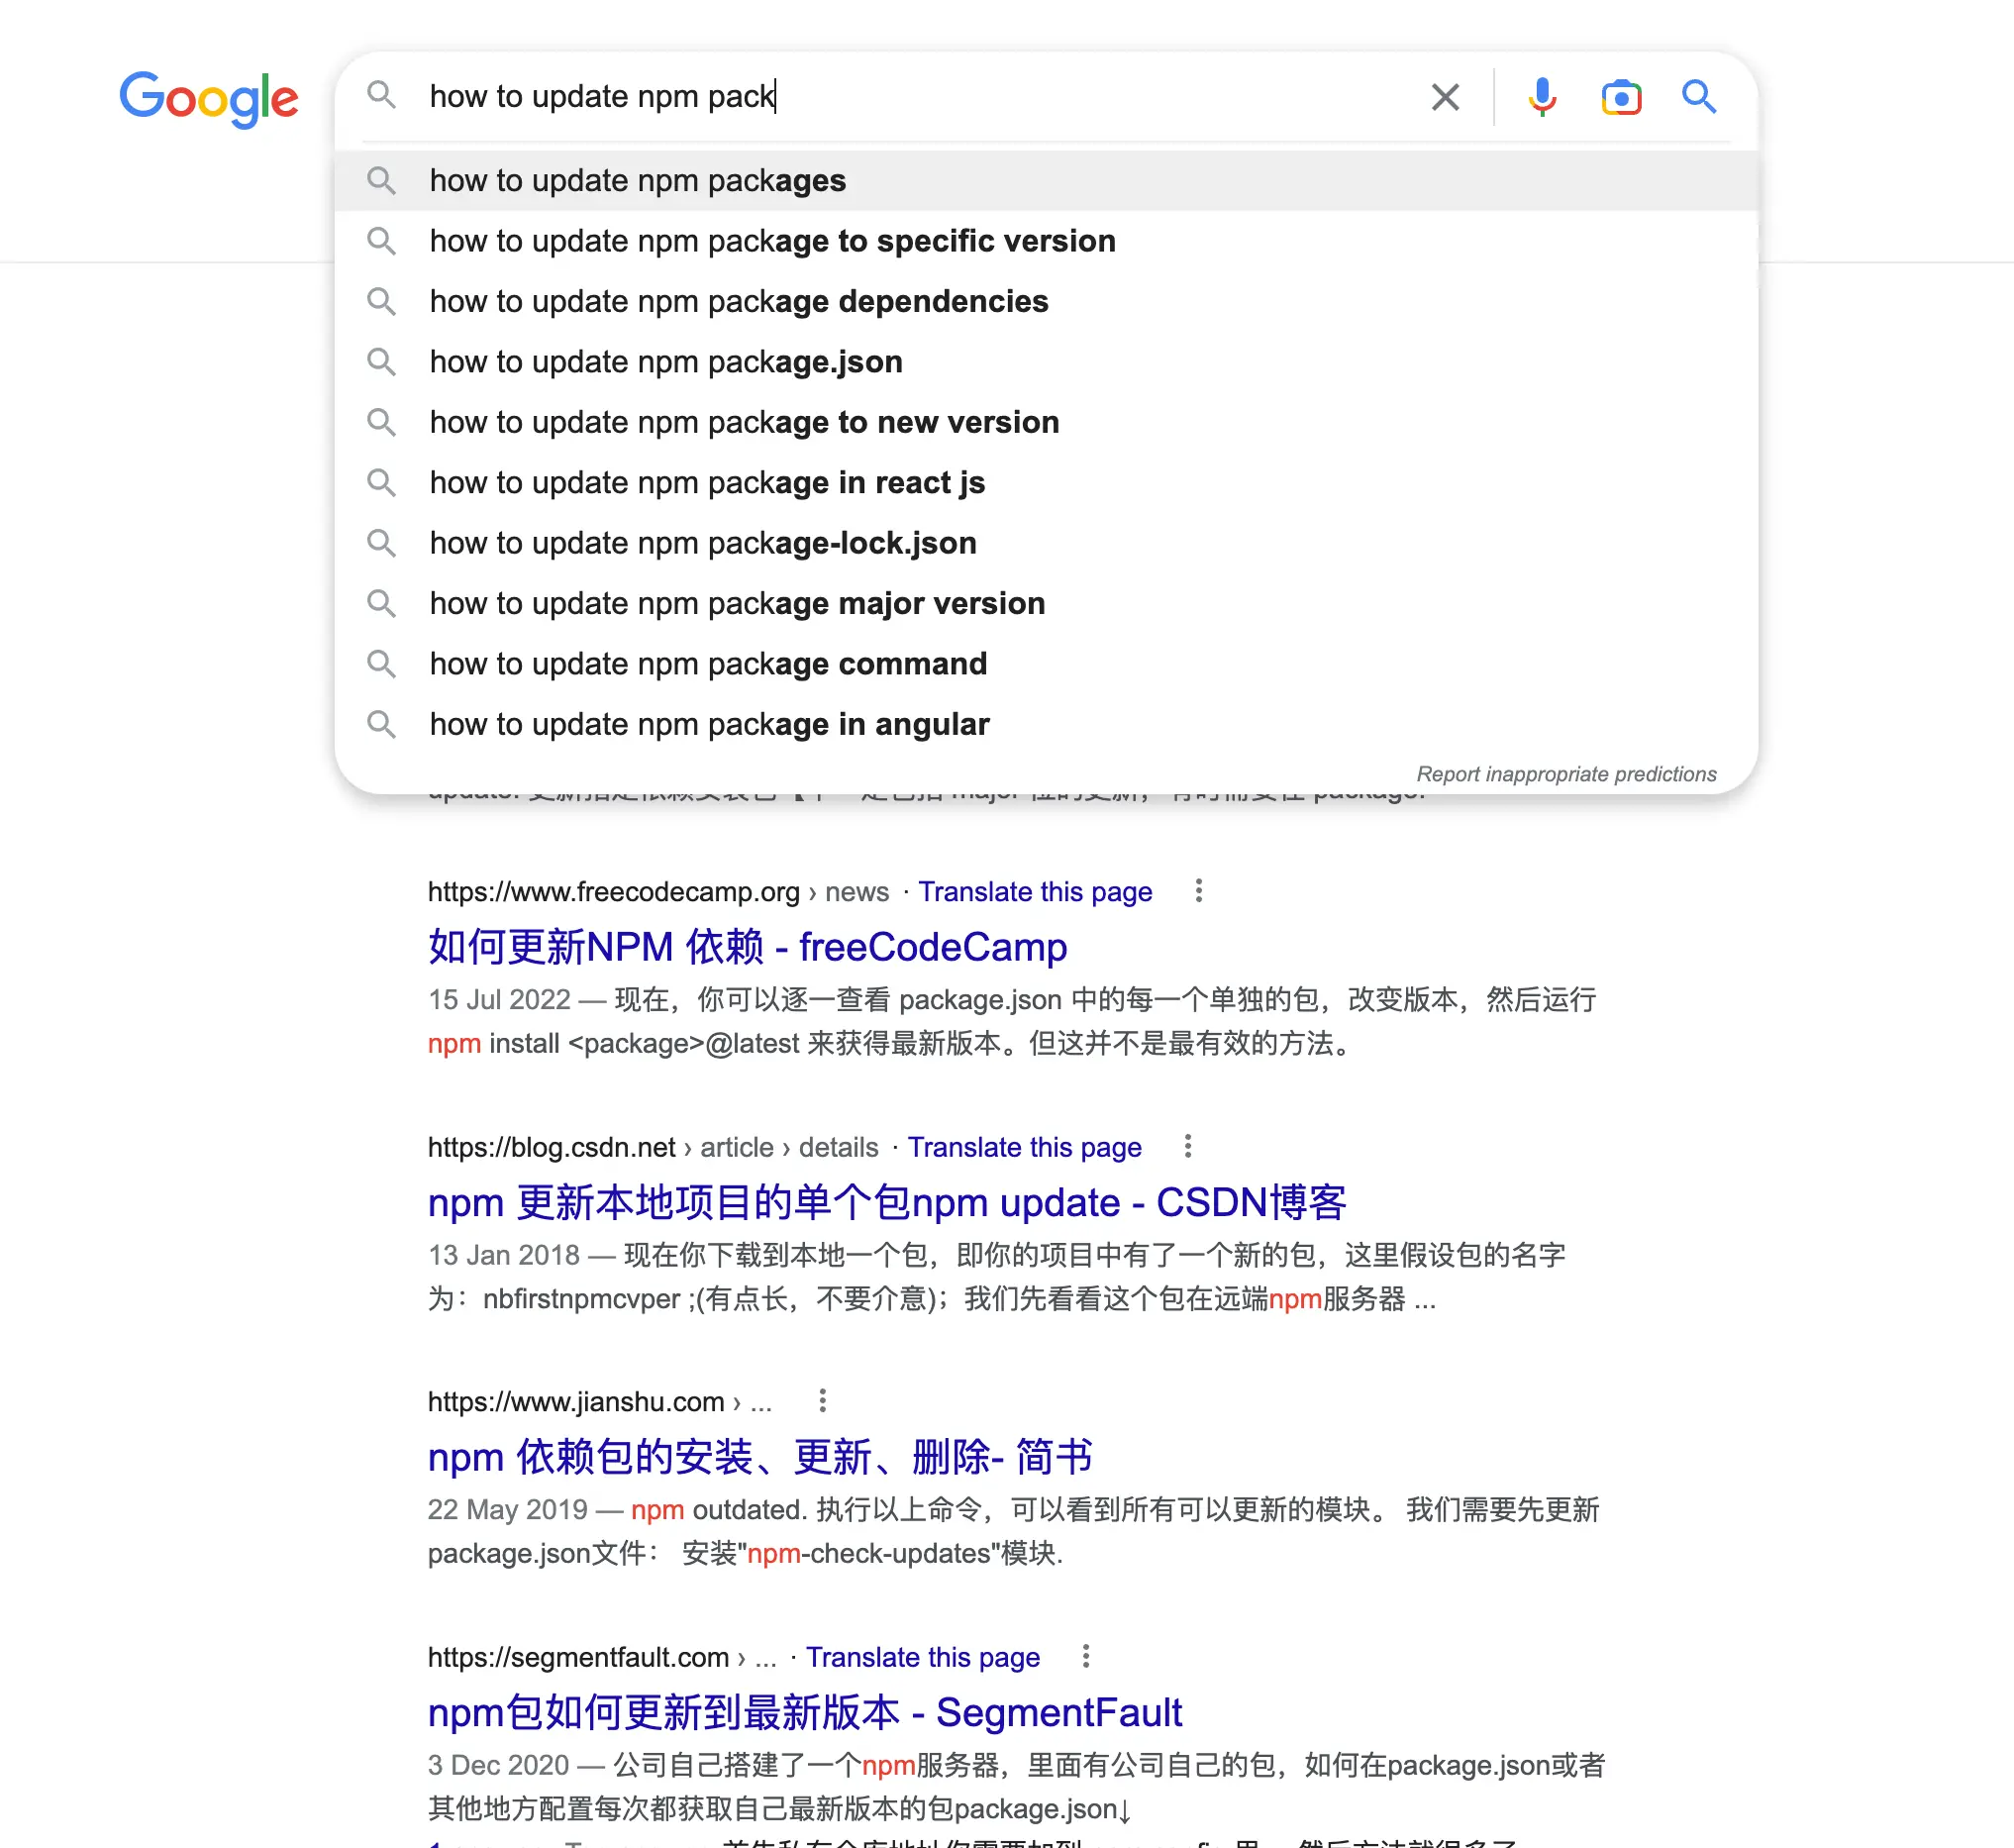 Google
how to update npm pack
how to update npm packages
how to update npm package to specific version
how to update npm package dependencies
how to update npm package.json
how to update npm package to new version
how to update npm package in react js
how to update npm package-lock.json
how to update npm package major version
how to update npm package command
how to update npm package in angular
Report inappropriate predictions
https://www.freecodecamp.org › news · Translate this page
如何更新NPM 依赖 - freeCodeCamp
15 Jul 2022 — 现在，你可以逐一查看 package.json 中的每一个单独的包，改变版本，然后运行
npm install <package>@latest 来获得最新版本。但这并不是最有效的方法。
https://blog.csdn.net › article › details · Translate this page
npm 更新本地项目的单个包npm update - CSDN博客
13 Jan 2018 — 现在你下载到本地一个包，即你的项目中有了一个新的包，这里假设包的名字
为：nbfirstnpmcvper ;(有点长，不要介意)；我们先看看这个包在远端npm服务器 ...
https://www.jianshu.com › ...
npm 依赖包的安装、更新、删除- 简书
22 May 2019 — npm outdated. 执行以上命令，可以看到所有可以更新的模块。 我们需要先更新
package.json文件： 安装"npm-check-updates"模块.
https://segmentfault.com › ... · Translate this page
npm包如何更新到最新版本 - SegmentFault
3 Dec 2020 — 公司自己搭建了一个npm服务器，里面有公司自己的包，如何在package.json或者
其他地方配置每次都获取自己最新版本的包package.json↓